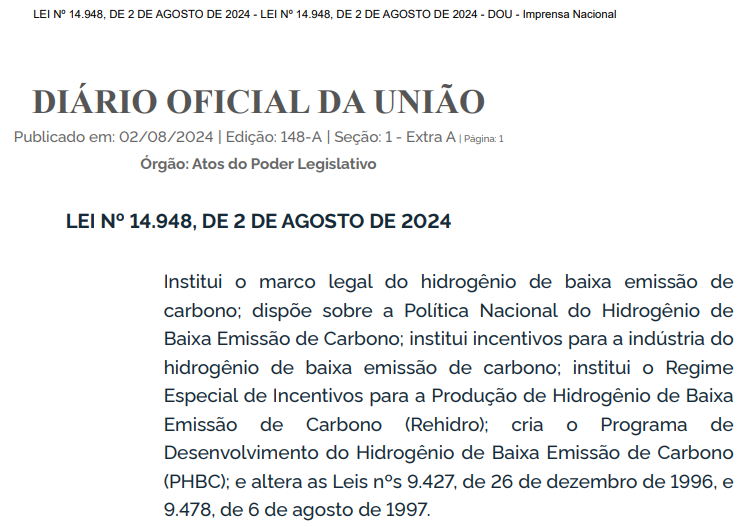 LEI Nº 14.948, DE 2 DE AGOSTO DE 2024 - LEI Nº 14.948, DE 2 DE AGOSTO DE 2024 - DOU - Imprensa Nacional
DIÁRIO OFICIAL DA UNIÃO
Publicado em: 02/08/2024 | Edição: 148-A | Seção: 1 - Extra A | Página: 1
Órgão: Atos do Poder Legislativo
LEI Nº 14.948, DE 2 DE AGOSTO DE 2024
Institui o marco legal do hidrogênio de baixa emissão de
carbono; dispõe sobre a Política Nacional do Hidrogênio de
Baixa Emissão de Carbono; institui incentivos para a indústria do
hidrogênio de baixa emissão de carbono; institui o Regime
Especial de Incentivos para a Produção de Hidrogênio de Baixa
Emissão de Carbono (Rehidro); cria o Programa de
Desenvolvimento do Hidrogênio de Baixa Emissão de Carbono
(PHBC); e altera as Leis nºs 9.427, de 26 de dezembro de 1996, e
9.478, de 6 de agosto de 1997.